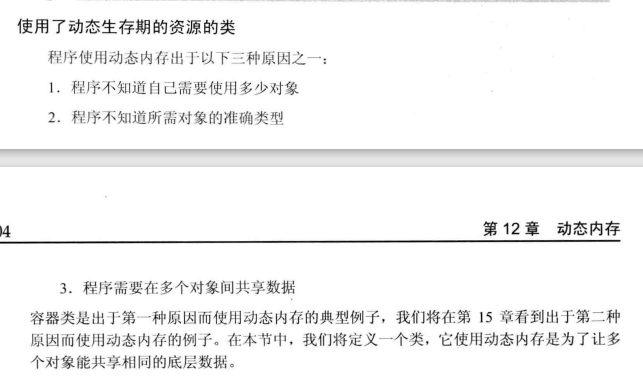 使用了动态生存期的资源的类
程序使用动态内存出于以下三种原因之一：
1．程序不知道自己需要使用多少对象
2．程序不知道所需对象的准确类型
04
第 12 章 动态内存
3．程序需要在多个对象间共享数据
容器类是出于第一种原因而使用动态内存的典型例子，我们将在第 15 章看到出于第二种
原因而使用动态内存的例子。在本节中，我们将定义一个类，它使用动态内存是为了让多
个对象能共享相同的底层数据。